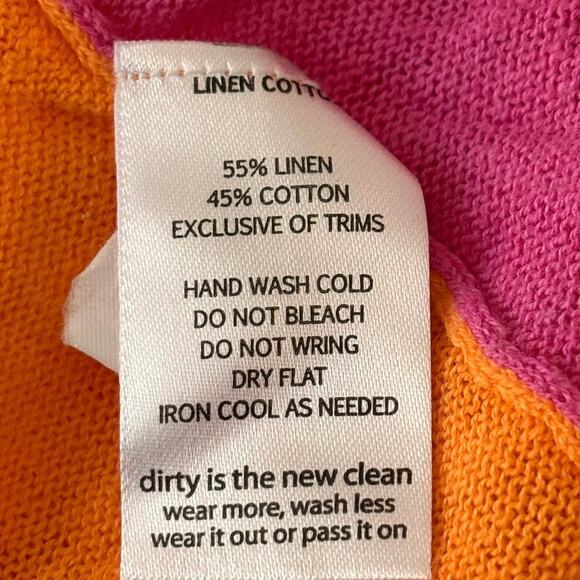 LINEN COTTO
55% LINEN
45% COTTON
EXCLUSIVE OF TRIMS
HAND WASH COLD
DO NOT BLEACH
DO NOT WRING
DRY FLAT
IRON COOL AS NEEDED
dirty is the new clean
wear more, wash less
wear it out or pass it on